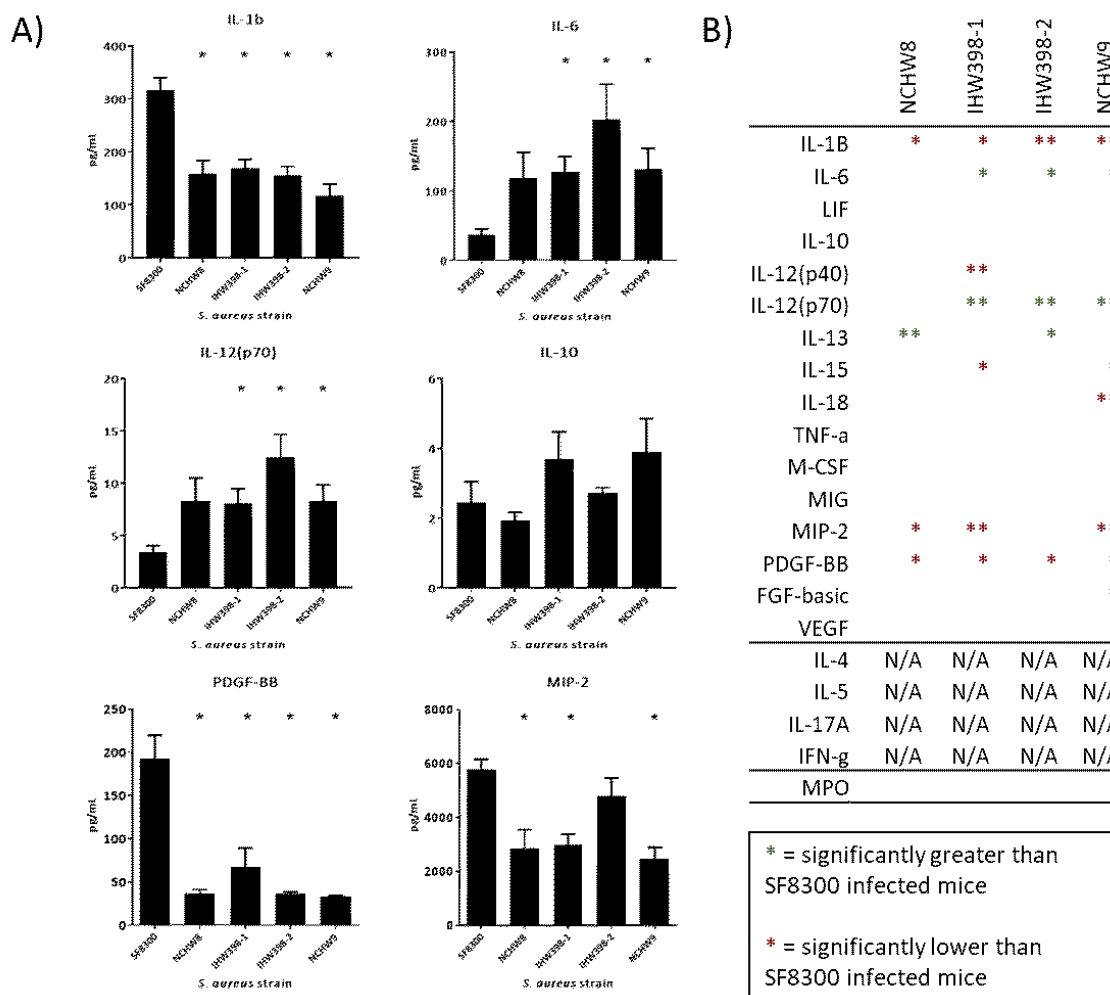 A)
IL-1b
* * * *
pg/ml
400
300
200
100
0
SF8300 NCHW8 IHW398-1 IHW398-2 NCHW9
S. aureus strain
IL-6
* * *
pg/ml
300
200
100
0
SF8300 NCHW8 IHW398-1 IHW398-2 NCHW9
S. aureus strain
IL-12(p70)
* * *
pg/ml
20
15
10
5
0
SF8300 NCHW8 IHW398-1 IHW398-2 NCHW9
S. aureus strain
IL-10
pg/ml
6
4
2
0
SF8300 NCHW8 IHW398-1 IHW398-2 NCHW9
S. aureus strain
PDGF-BB
* * * *
pg/ml
250
200
150
100
50
0
SF8300 NCHW8 IHW398-1 IHW398-2 NCHW9
S. aureus strain
MIP-2
* * *
pg/ml
8000
6000
4000
2000
0
SF8300 NCHW8 IHW398-1 IHW398-2 NCHW9
S. aureus strain
B)
NCHW8 IHW398-1 IHW398-2 NCHW9
IL-1B * * ** **
IL-6 * * *
LIF
IL-10
IL-12(p40) **
IL-12(p70) ** ** **
IL-13 ** *
IL-15 * *
IL-18 **
TNF-a
M-CSF
MIG
MIP-2 * ** **
PDGF-BB * * * *
FGF-basic *
VEGF
IL-4 N/A N/A N/A N/A
IL-5 N/A N/A N/A N/A
IL-17A N/A N/A N/A N/A
IFN-g N/A N/A N/A N/A
MPO
* = significantly greater than
SF8300 infected mice
* = significantly lower than
SF8300 infected mice